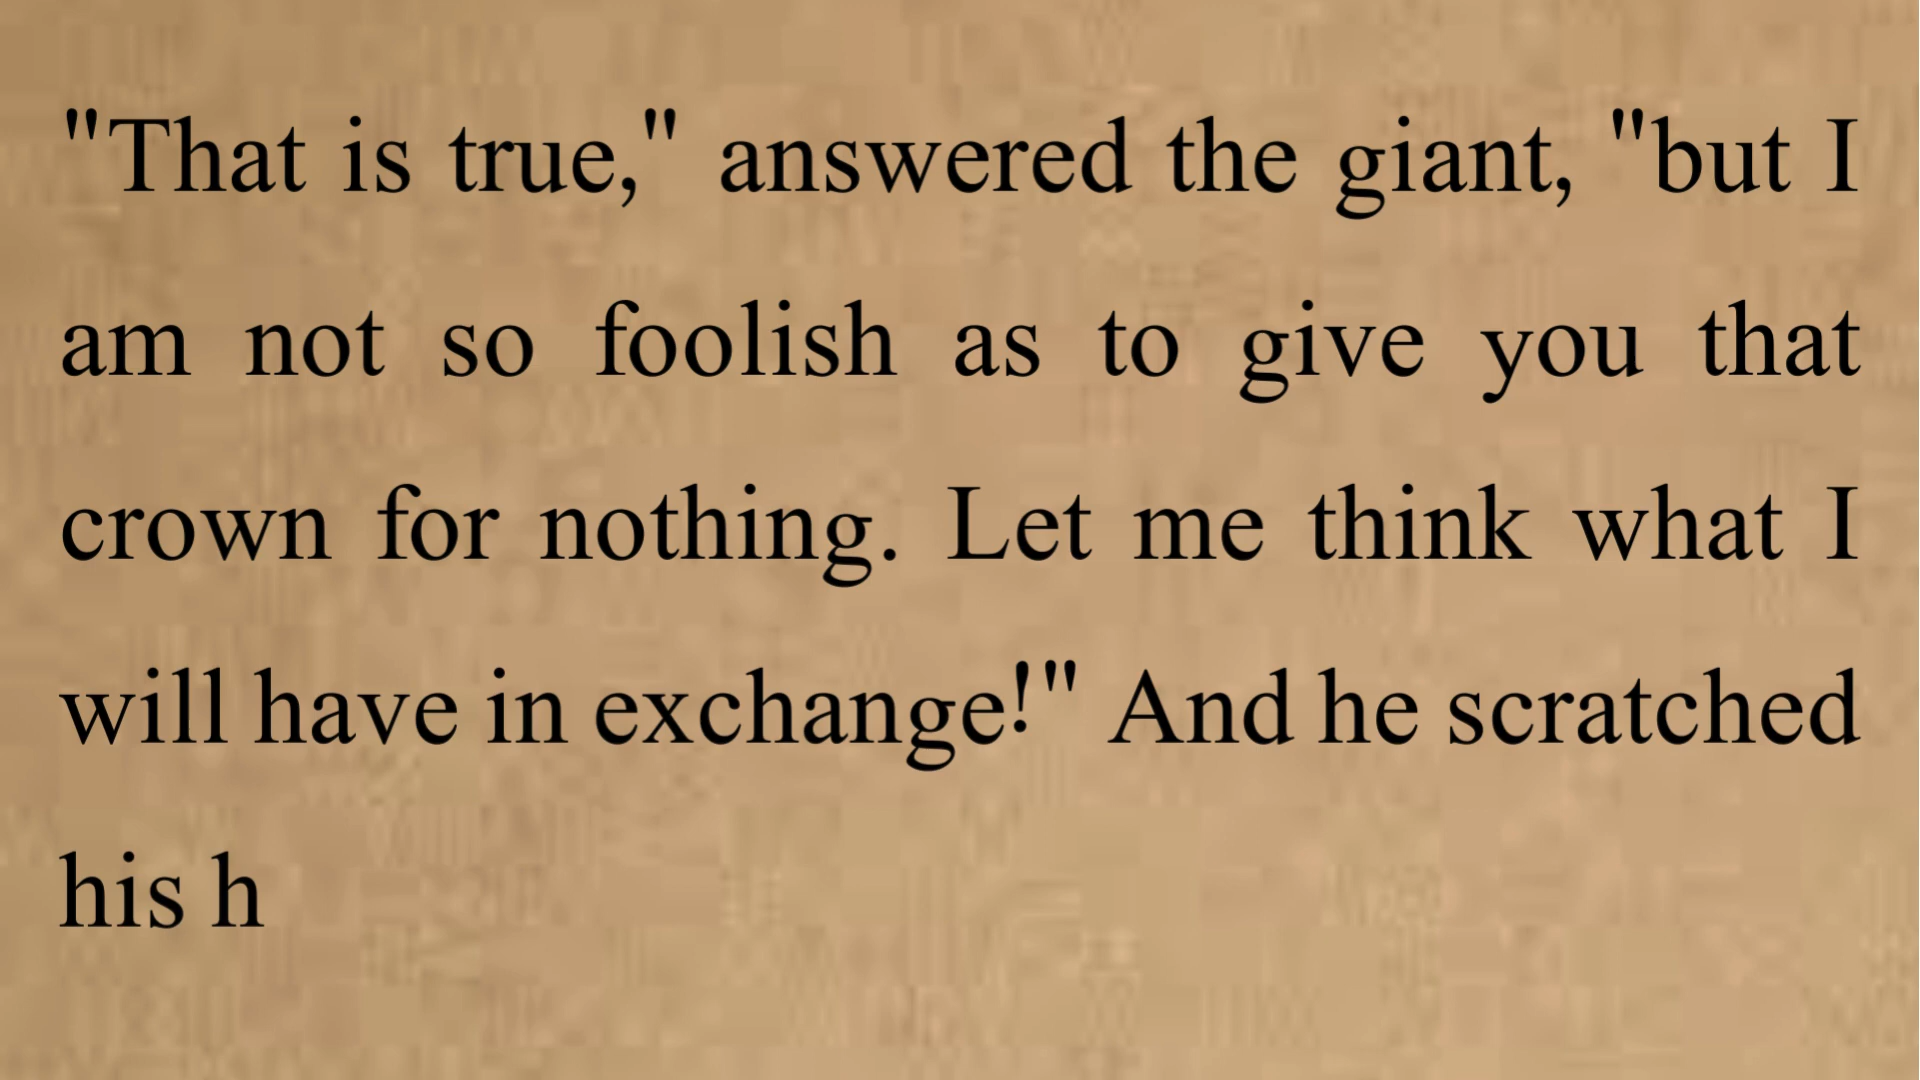 "That is true," answered the giant, "but I
am not so foolish as to give you that
crown for nothing. Let me think what I
will have in exchange!" And he scratched
his h